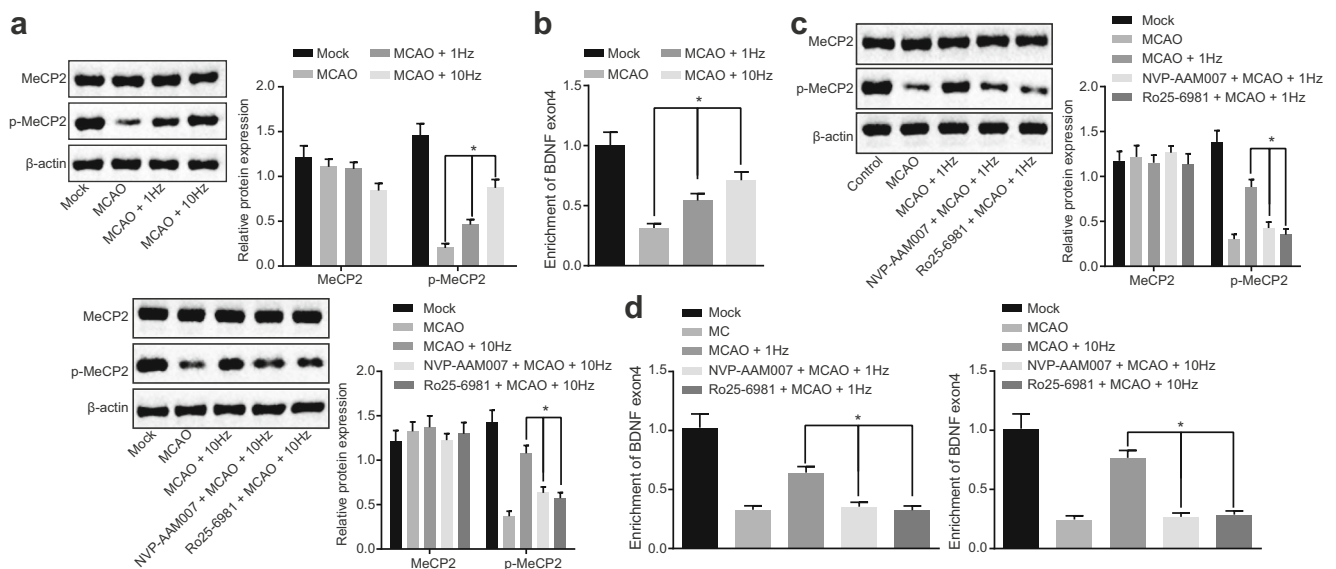 a
MeCP2
p-MeCP2
β-actin
Mock
MCAO
MCAO + 1Hz
MCAO + 10Hz
Mock
MCAO
MCAO + 1Hz
MCAO + 10Hz
Relative protein expression
2.0
1.5
1.0
0.5
0.0
*
MeCP2
p-MeCP2
b
Mock
MCAO
MCAO + 1Hz
MCAO + 10Hz
Enrichment of BDNF exon4
1.5
1.0
0.5
0.0
*
c
MeCP2
p-MeCP2
β-actin
Control
MCAO
MCAO + 1Hz
NVP-AAM007 + MCAO + 1Hz
Ro25-6981 + MCAO + 1Hz
Mock
MCAO
MCAO + 1Hz
NVP-AAM007 + MCAO + 1Hz
Ro25-6981 + MCAO + 1Hz
Relative protein expression
2.0
1.5
1.0
0.5
0.0
*
MeCP2
p-MeCP2
MeCP2
p-MeCP2
β-actin
Mock
MCAO
MCAO + 10Hz
NVP-AAM007 + MCAO + 10Hz
Ro25-6981 + MCAO + 10Hz
Mock
MCAO
MCAO + 10Hz
NVP-AAM007 + MCAO + 10Hz
Ro25-6981 + MCAO + 10Hz
Relative protein expression
2.0
1.5
1.0
0.5
0.0
*
MeCP2
p-MeCP2
d
Mock
MC
MCAO + 1Hz
NVP-AAM007 + MCAO + 1Hz
Ro25-6981 + MCAO + 1Hz
Enrichment of BDNF exon4
1.5
1.0
0.5
0.0
*
Mock
MCAO
MCAO + 10Hz
NVP-AAM007 + MCAO + 10Hz
Ro25-6981 + MCAO + 10Hz
Enrichment of BDNF exon4
1.5
1.0
0.5
0.0
*